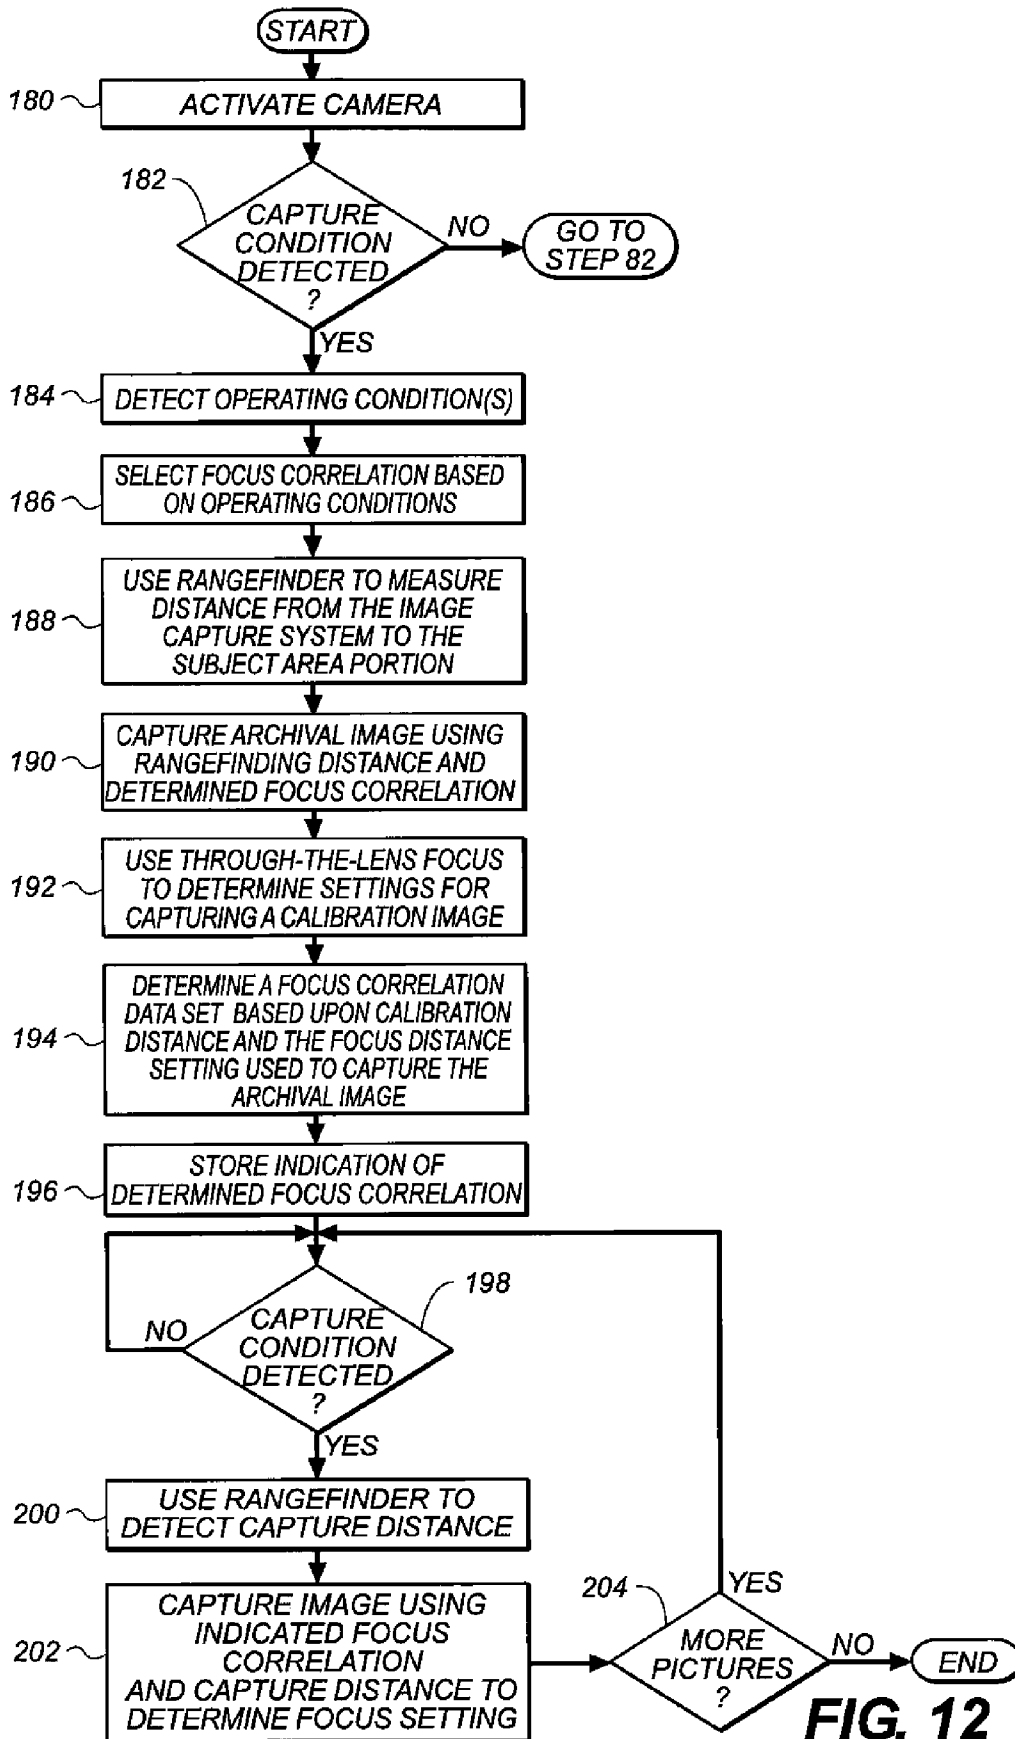 START
180
ACTIVATE CAMERA
182
CAPTURE
CONDITION
DETECTED
?
NO
GO TO
STEP 82
YES
184
DETECT OPERATING CONDITION(S)
186
SELECT FOCUS CORRELATION BASED
ON OPERATING CONDITIONS
188
USE RANGEFINDER TO MEASURE
DISTANCE FROM THE IMAGE
CAPTURE SYSTEM TO THE
SUBJECT AREA PORTION
190
CAPTURE ARCHIVAL IMAGE USING
RANGEFINDING DISTANCE AND
DETERMINED FOCUS CORRELATION
192
USE THROUGH-THE-LENS FOCUS
TO DETERMINE SETTINGS FOR
CAPTURING A CALIBRATION IMAGE
194
DETERMINE A FOCUS CORRELATION
DATA SET BASED UPON CALIBRATION
DISTANCE AND THE FOCUS DISTANCE
SETTING USED TO CAPTURE THE
ARCHIVAL IMAGE
196
STORE INDICATION OF
DETERMINED FOCUS CORRELATION
198
CAPTURE
CONDITION
DETECTED
?
NO
YES
200
USE RANGEFINDER TO
DETECT CAPTURE DISTANCE
202
CAPTURE IMAGE USING
INDICATED FOCUS
CORRELATION
AND CAPTURE DISTANCE TO
DETERMINE FOCUS SETTING
204
MORE
PICTURES
?
YES
NO
END
FIG. 12